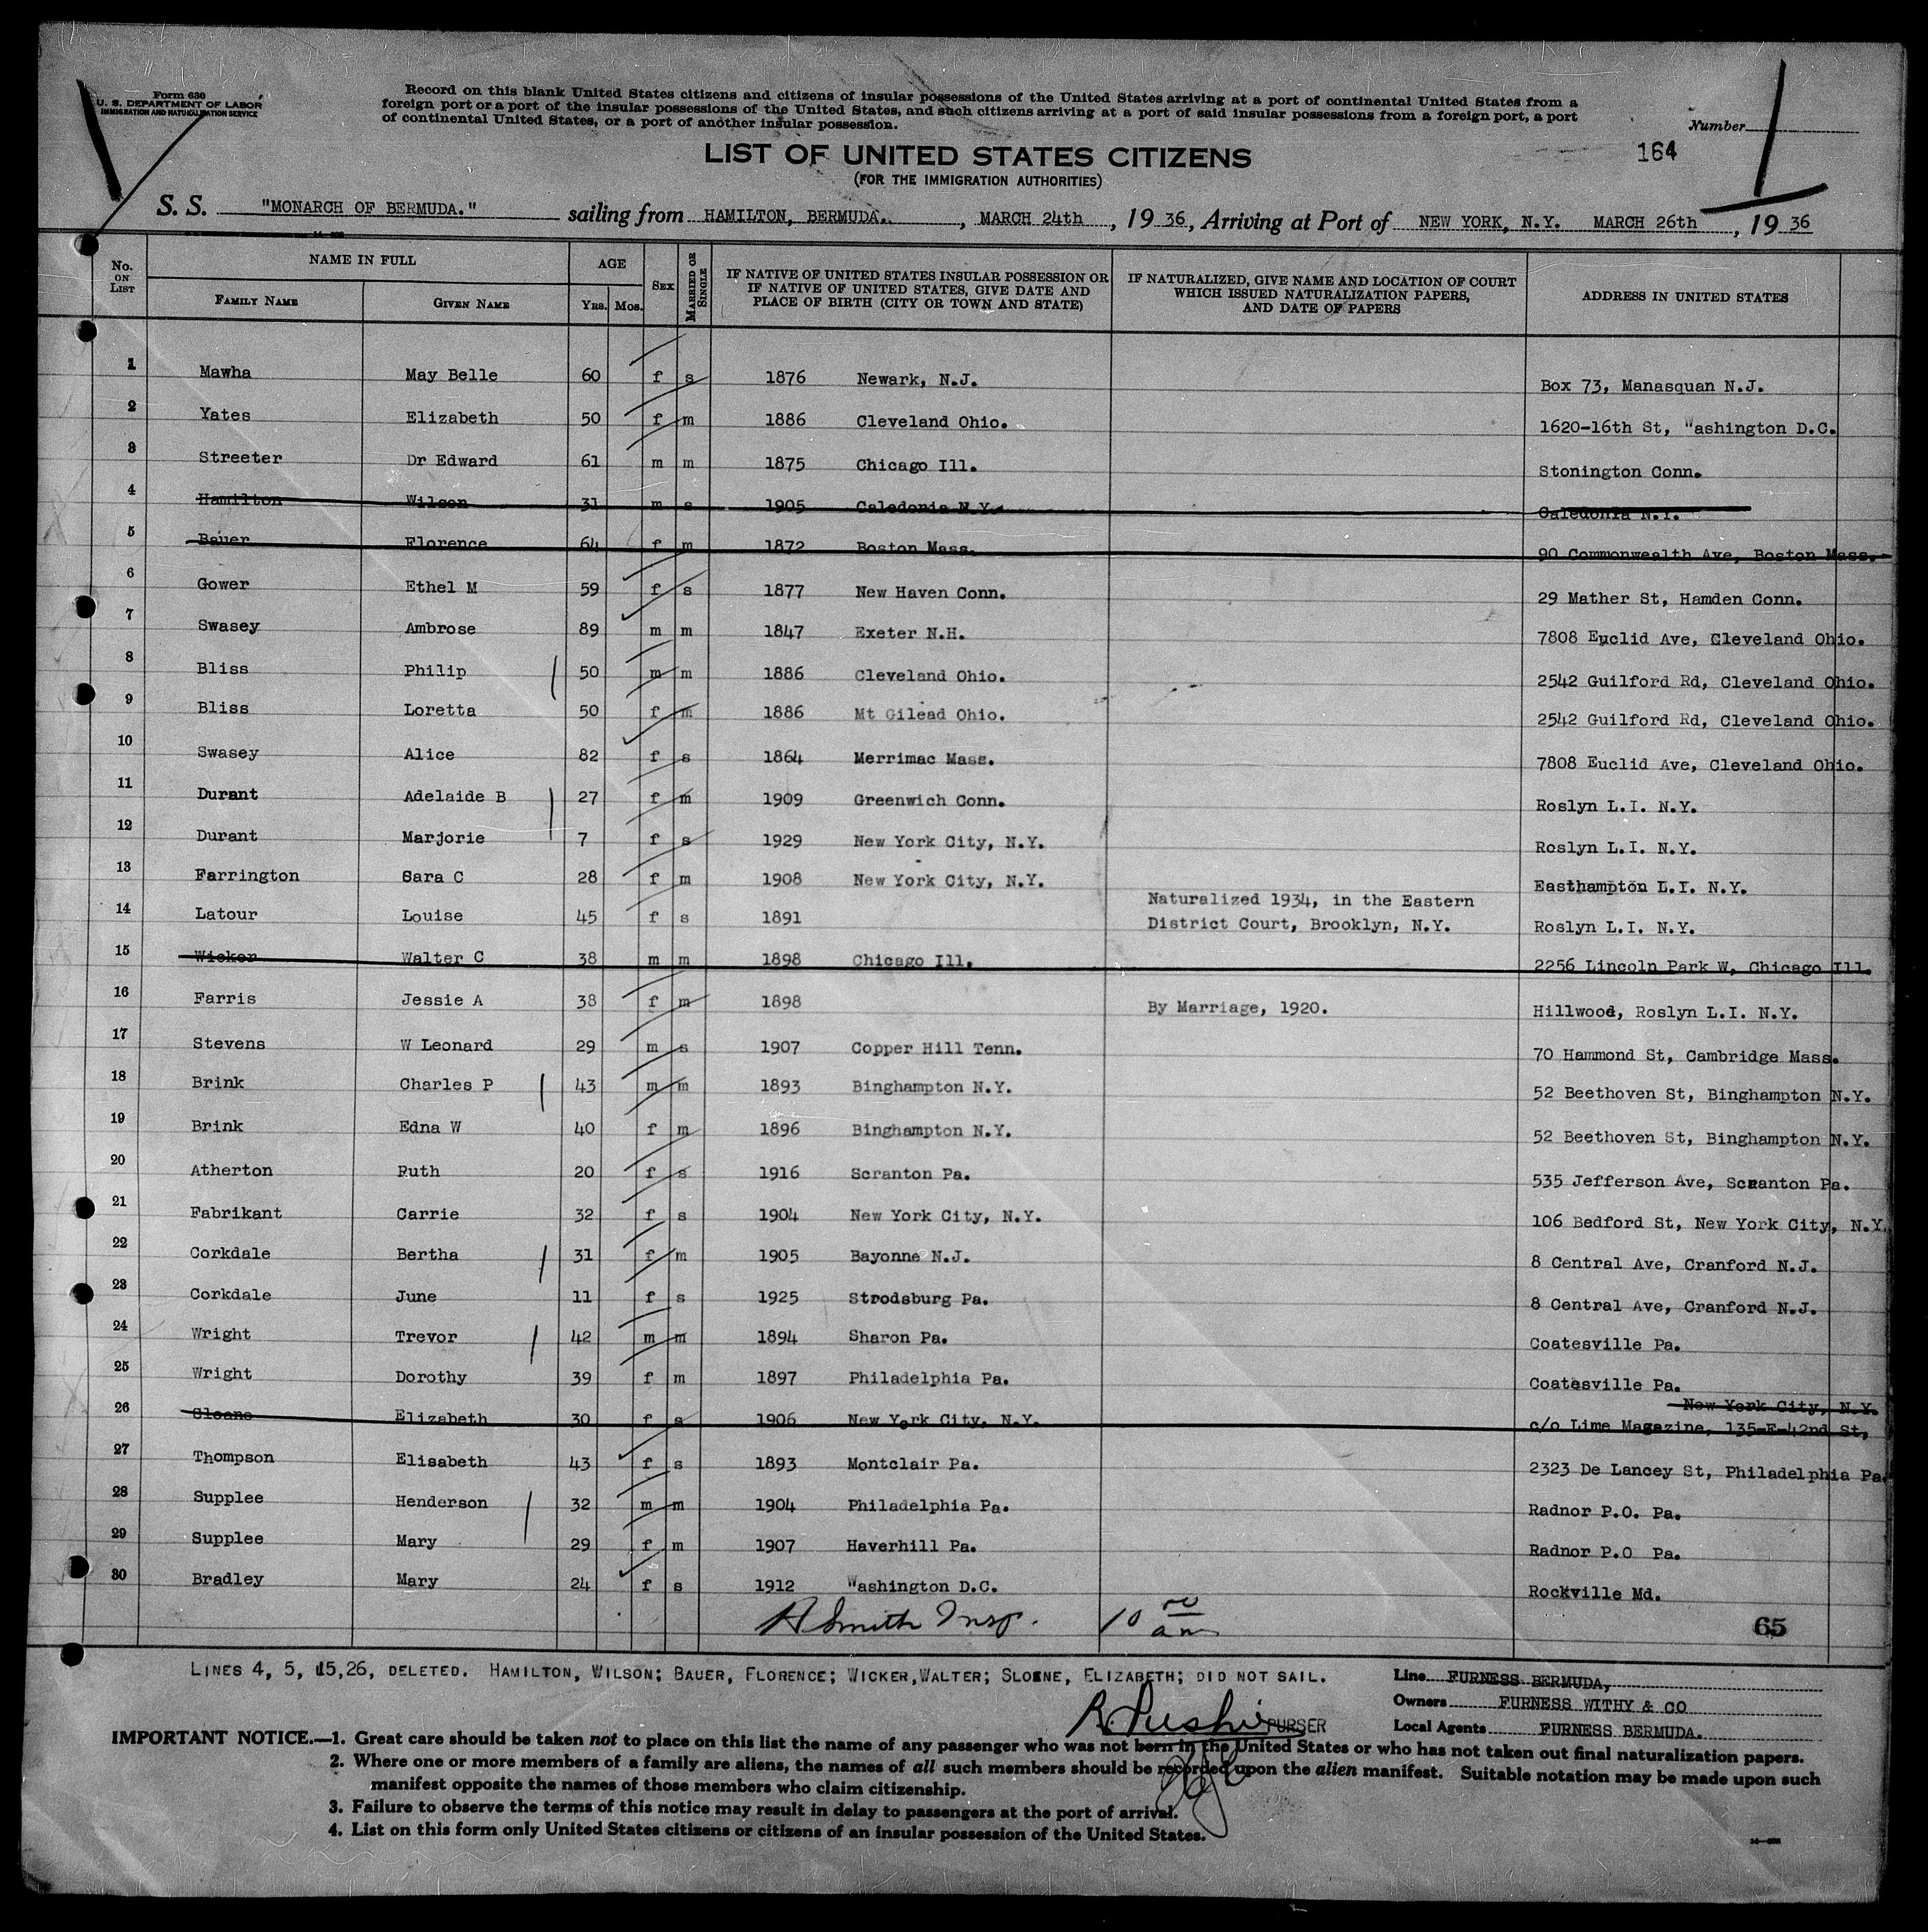 Form 630
U. S. DEPARTMENT OF LABOR
IMMIGRATION AND NATURALIZATION SERVICE
Record on this blank United States citizens and citizens of insular possessions of the United States arriving at a port of continental United States from a
foreign port or a port of the insular possessions of the United States, and such citizens arriving at a port of said insular possessions from a foreign port, a port
of continental United States, or a port of another insular possession.
Number
164
LIST OF UNITED STATES CITIZENS
(FOR THE IMMIGRATION AUTHORITIES)
S. S. "MONARCH OF BERMUDA." sailing from HAMILTON, BERMUDA., MARCH 24th, 1936, Arriving at Port of NEW YORK, N.Y. MARCH 26th, 1936
No. ON LIST NAME IN FULL FAMILY NAME GIVEN NAME AGE YRS. MOS. SEX MARRIED OR SINGLE IF NATIVE OF UNITED STATES INSULAR POSSESSION OR IF NATIVE OF UNITED STATES, GIVE DATE AND PLACE OF BIRTH (CITY OR TOWN AND STATE) IF NATURALIZED, GIVE NAME AND LOCATION OF COURT WHICH ISSUED NATURALIZATION PAPERS, AND DATE OF PAPERS ADDRESS IN UNITED STATES
1 Mawha May Belle 60 f s 1876 Newark, N.J. Box 73, Manasquan N.J.
2 Yates Elizabeth 50 f m 1886 Cleveland Ohio. 1620-16th St, Washington D.C.
3 Streeter Dr Edward 61 m m 1875 Chicago Ill. Stonington Conn.
4 Hamilton Wilson 31 m s 1905 Caledonia N.Y. Caledonia N.Y.
5 Bauer Florence 64 f m 1872 Boston Mass. 90 Commonwealth Ave, Boston Mass.
6 Gower Ethel M 59 f s 1877 New Haven Conn. 29 Mather St, Hamden Conn.
7 Swasey Ambrose 89 m m 1847 Exeter N.H. 7808 Euclid Ave, Cleveland Ohio.
8 Bliss Philip 50 m m 1886 Cleveland Ohio. 2542 Guilford Rd, Cleveland Ohio.
9 Bliss Loretta 50 f m 1886 Mt Gilead Ohio. 2542 Guilford Rd, Cleveland Ohio.
10 Swasey Alice 82 f s 1864 Merrimac Mass. 7808 Euclid Ave, Cleveland Ohio.
11 Durant Adelaide B 27 f m 1909 Greenwich Conn. Roslyn L.I. N.Y.
12 Durant Marjorie 7 f s 1929 New York City, N.Y. Roslyn L.I. N.Y.
13 Farrington Sara C 28 f m 1908 New York City, N.Y. Easthampton L.I. N.Y.
14 Latour Louise 45 f s 1891 Naturalized 1934, in the Eastern District Court, Brooklyn, N.Y. Roslyn L.I. N.Y.
15 Wicker Walter C 38 m m 1898 Chicago Ill. 2256 Lincoln Park W, Chicago Ill.
16 Farris Jessie A 38 f m 1898 By Marriage, 1920. Hillwood, Roslyn L.I. N.Y.
17 Stevens W Leonard 29 m s 1907 Copper Hill Tenn. 70 Hammond St, Cambridge Mass.
18 Brink Charles P 43 m m 1893 Binghampton N.Y. 52 Beethoven St, Binghampton N.Y.
19 Brink Edna W 40 f m 1896 Binghampton N.Y. 52 Beethoven St, Binghampton N.Y.
20 Atherton Ruth 20 f s 1916 Scranton Pa. 535 Jefferson Ave, Scranton Pa.
21 Fabrikant Carrie 32 f s 1904 New York City, N.Y. 106 Bedford St, New York City, N.Y.
22 Corkdale Bertha 31 f m 1905 Bayonne N.J. 8 Central Ave, Cranford N.J.
23 Corkdale June 11 f s 1925 Strodsburg Pa. 8 Central Ave, Cranford N.J.
24 Wright Trevor 42 m m 1894 Sharon Pa. Coatesville Pa.
25 Wright Dorothy 39 f m 1897 Philadelphia Pa. Coatesville Pa.
New York City, N.Y.
26 Sloane Elizabeth 30 f s 1906 New York City, N.Y. c/o Lime Magazine, 135-E-42nd St,
27 Thompson Elisabeth 43 f s 1893 Montclair Pa. 2323 De Lancey St, Philadelphia Pa.
28 Supplee Henderson 32 m m 1904 Philadelphia Pa. Radnor P.O. Pa.
29 Supplee Mary 29 f m 1907 Haverhill Pa. Radnor P.O Pa.
30 Bradley Mary 24 f s 1912 Washington D.C. Rockville Md.
A Smith Insp. 10 00 am 65
LINES 4, 5, 15,26, DELETED. HAMILTON, WILSON; BAUER, FLORENCE; WICKER,WALTER; SLOANE, ELIZABETH; DID NOT SAIL.
Line FURNESS BERMUDA,
Owners FURNESS WITHY & CO
PURSER
Local Agents FURNESS BERMUDA.
IMPORTANT NOTICE.—1. Great care should be taken not to place on this list the name of any passenger who was not born in the United States or who has not taken out final naturalization papers.
2. Where one or more members of a family are aliens, the names of all such members should be recorded upon the alien manifest. Suitable notation may be made upon such
manifest opposite the names of those members who claim citizenship.
3. Failure to observe the terms of this notice may result in delay to passengers at the port of arrival.
4. List on this form only United States citizens or citizens of an insular possession of the United States.